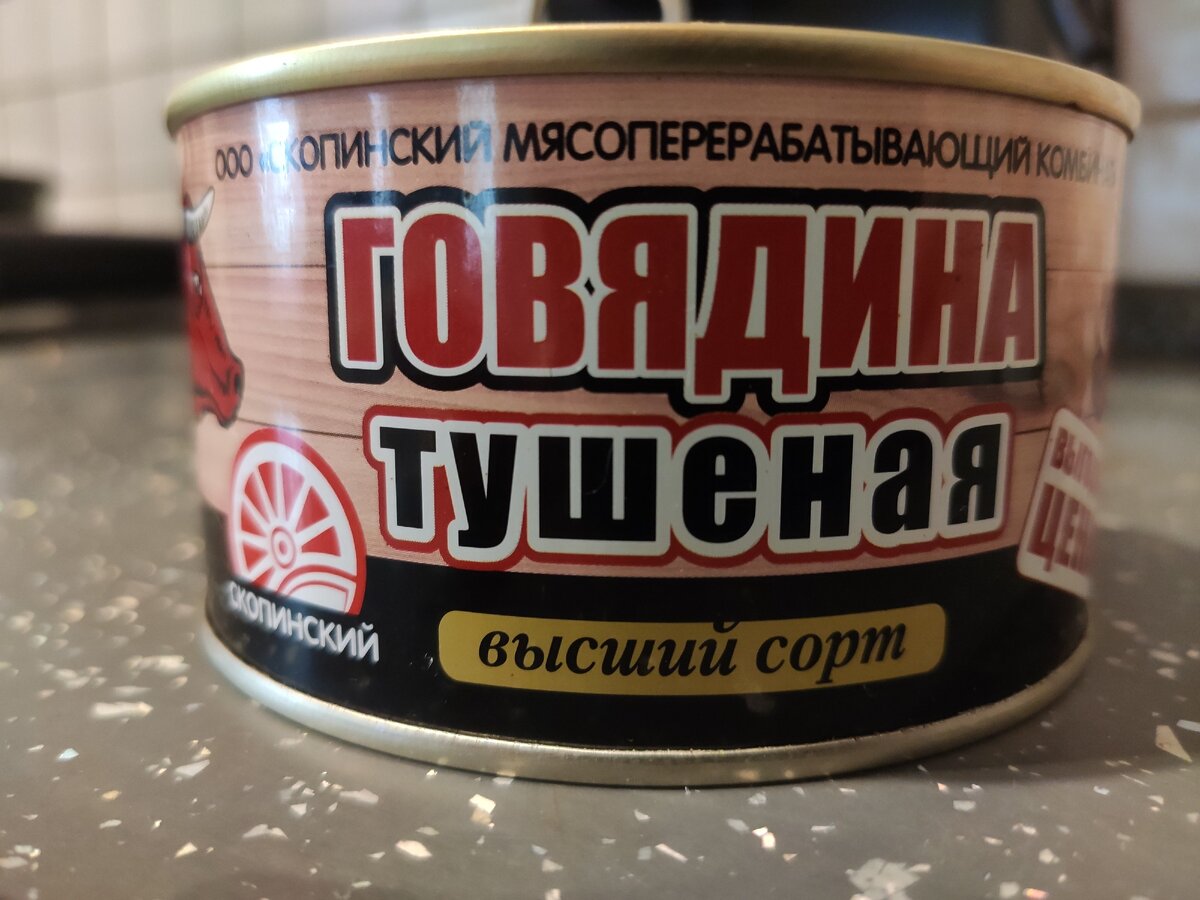 ООО «СКОПИНСКИЙ МЯСОПЕРЕРАБАТЫВАЮЩИЙ
ГОВЯДИНА
тушеная
СКОПИНСКИЙ
высший сорт